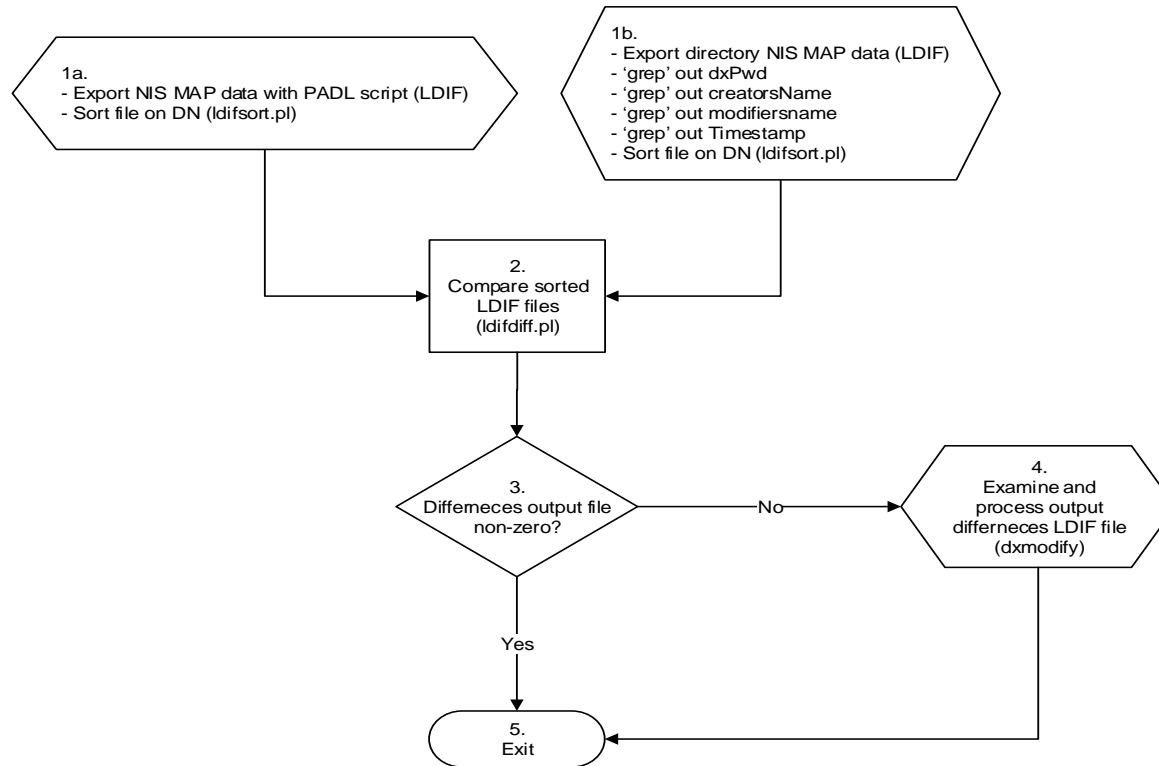 1a.
- Export NIS MAP data with PADL script (LDIF)
- Sort file on DN (ldifsort.pl)
1b.
- Export directory NIS MAP data (LDIF)
- ‘grep’ out dxPwd
- ‘grep’ out creatorsName
- ‘grep’ out modifiersname
- ‘grep’ out Timestamp
- Sort file on DN (ldifsort.pl)
2.
Compare sorted
LDIF files
(ldifdiff.pl)
3.
Differneces output file
non-zero?
No
4.
Examine and
process output
differneces LDIF file
(dxmodify)
Yes
5.
Exit